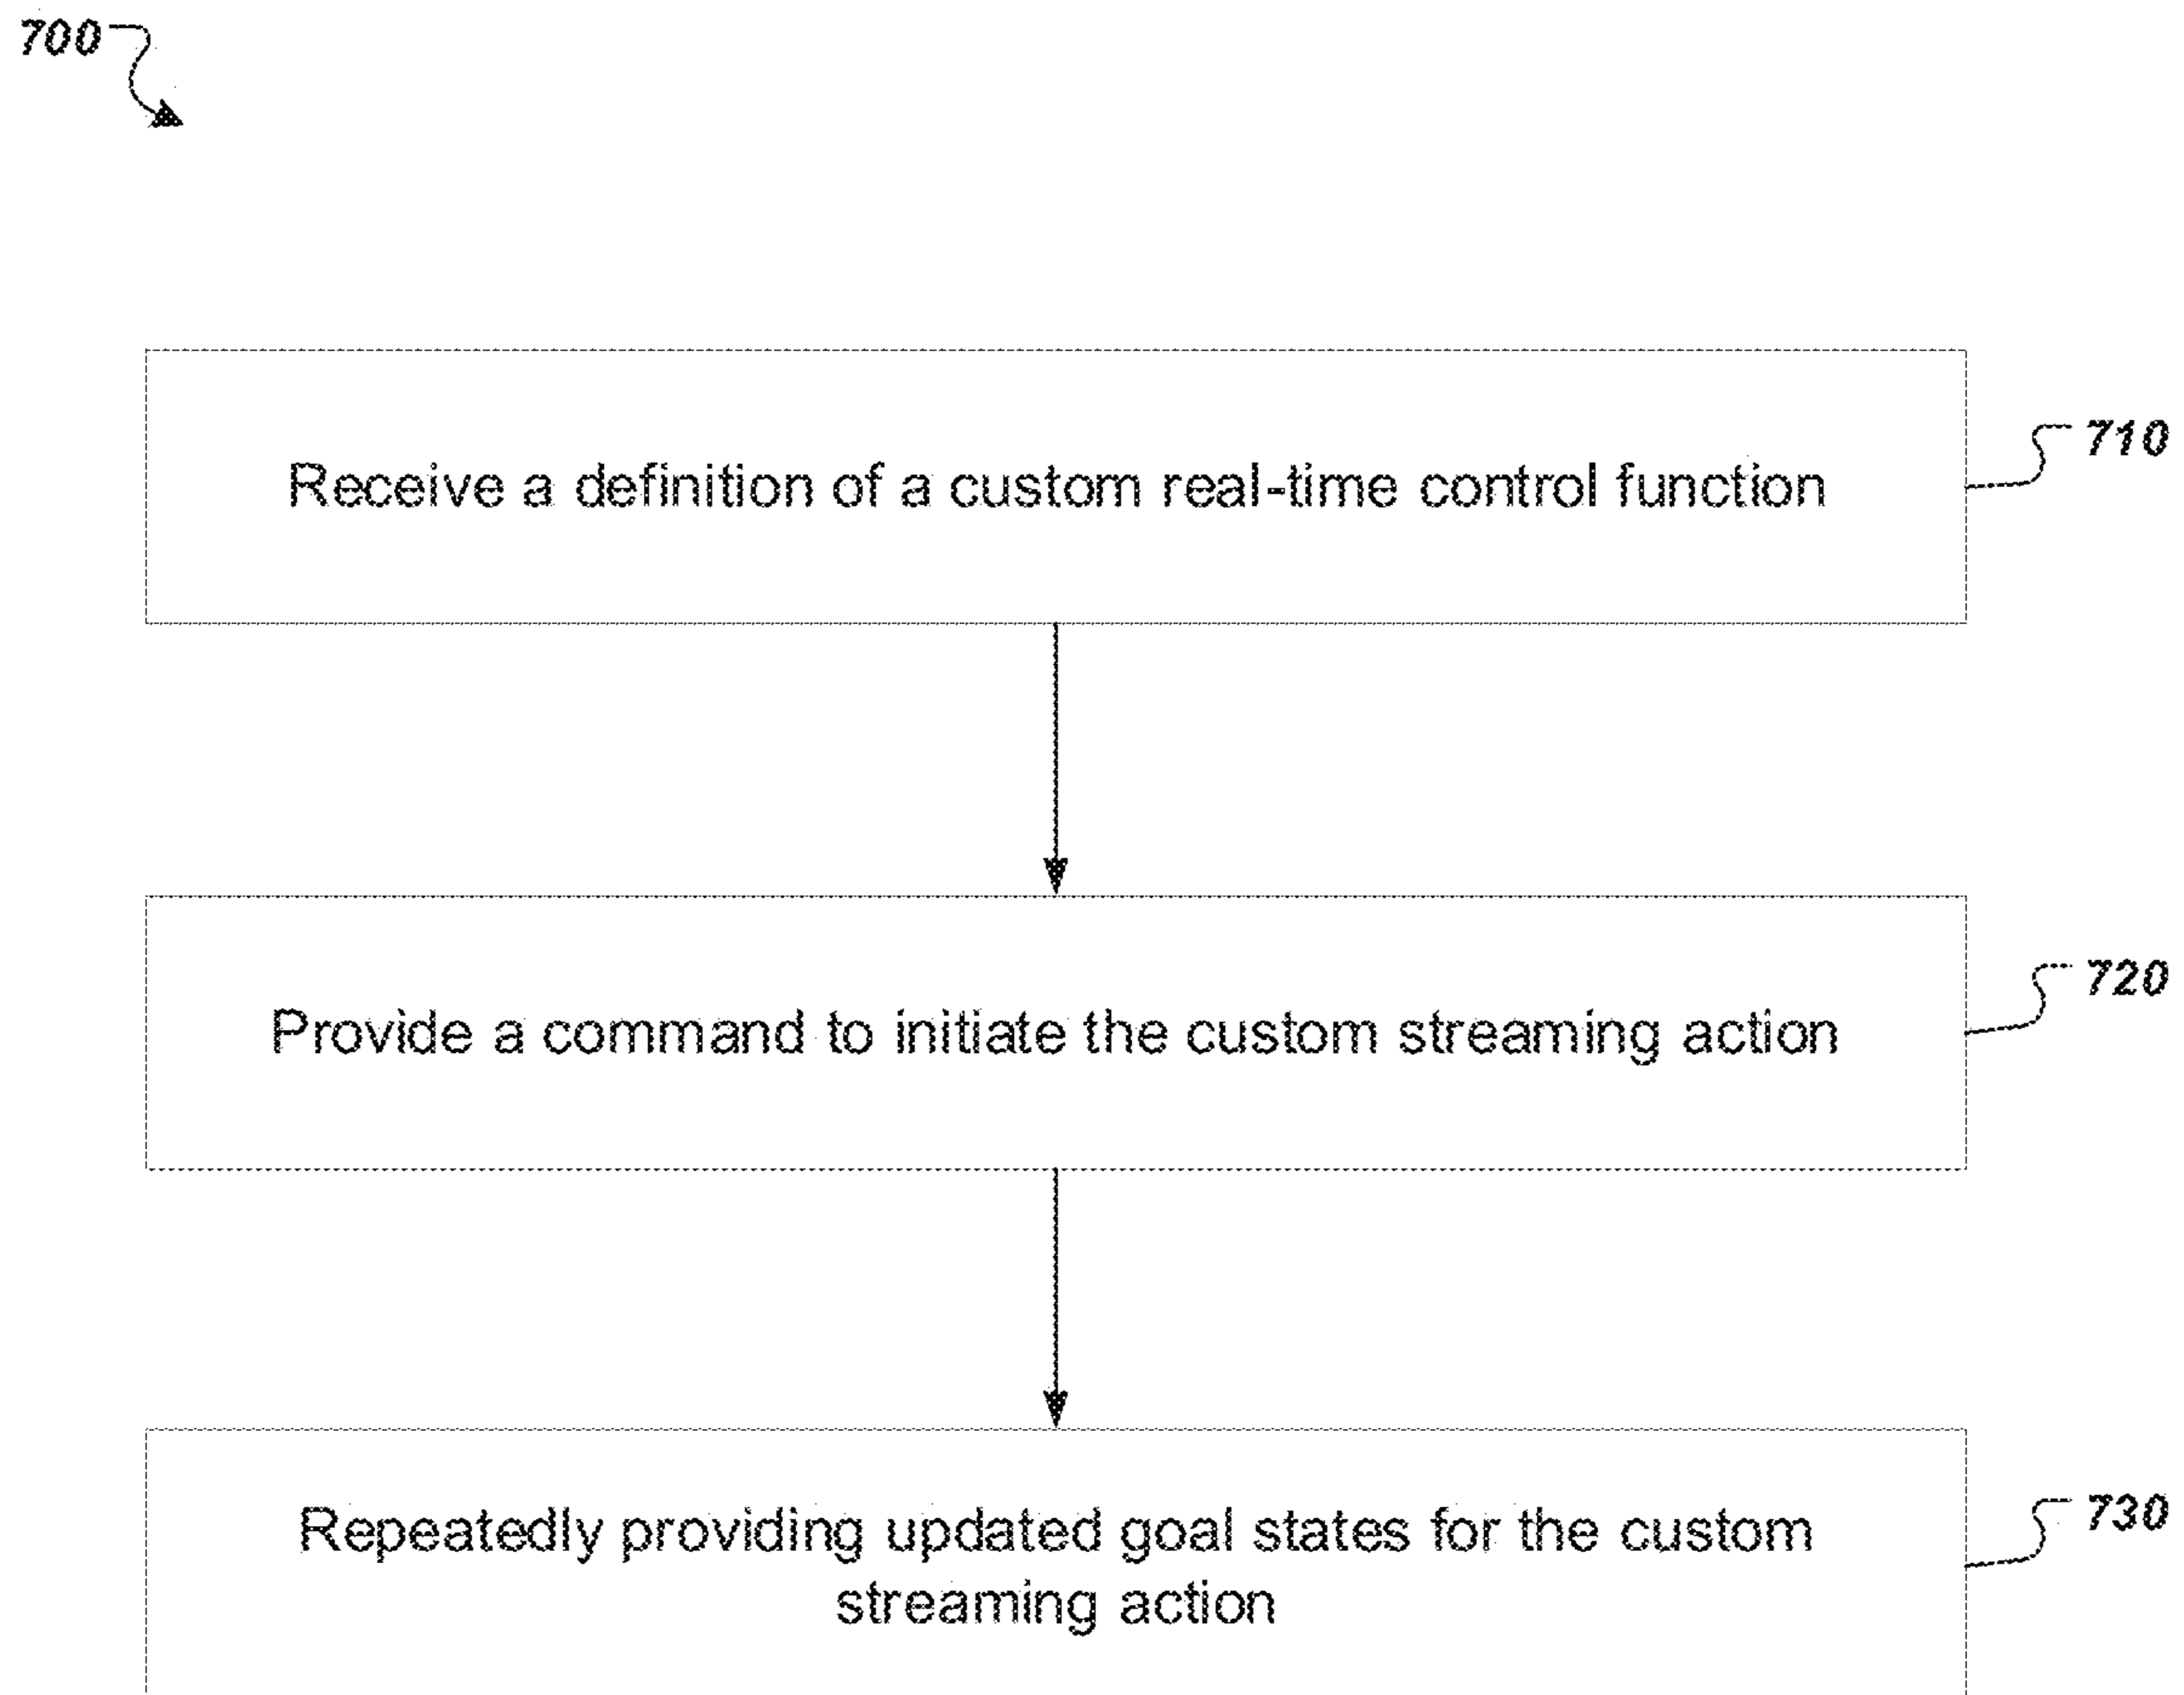 700
Receive a definition of a custom real-time control function
710
Provide a command to initiate the custom streaming action
720
Repeatedly providing updated goal states for the custom
streaming action
730